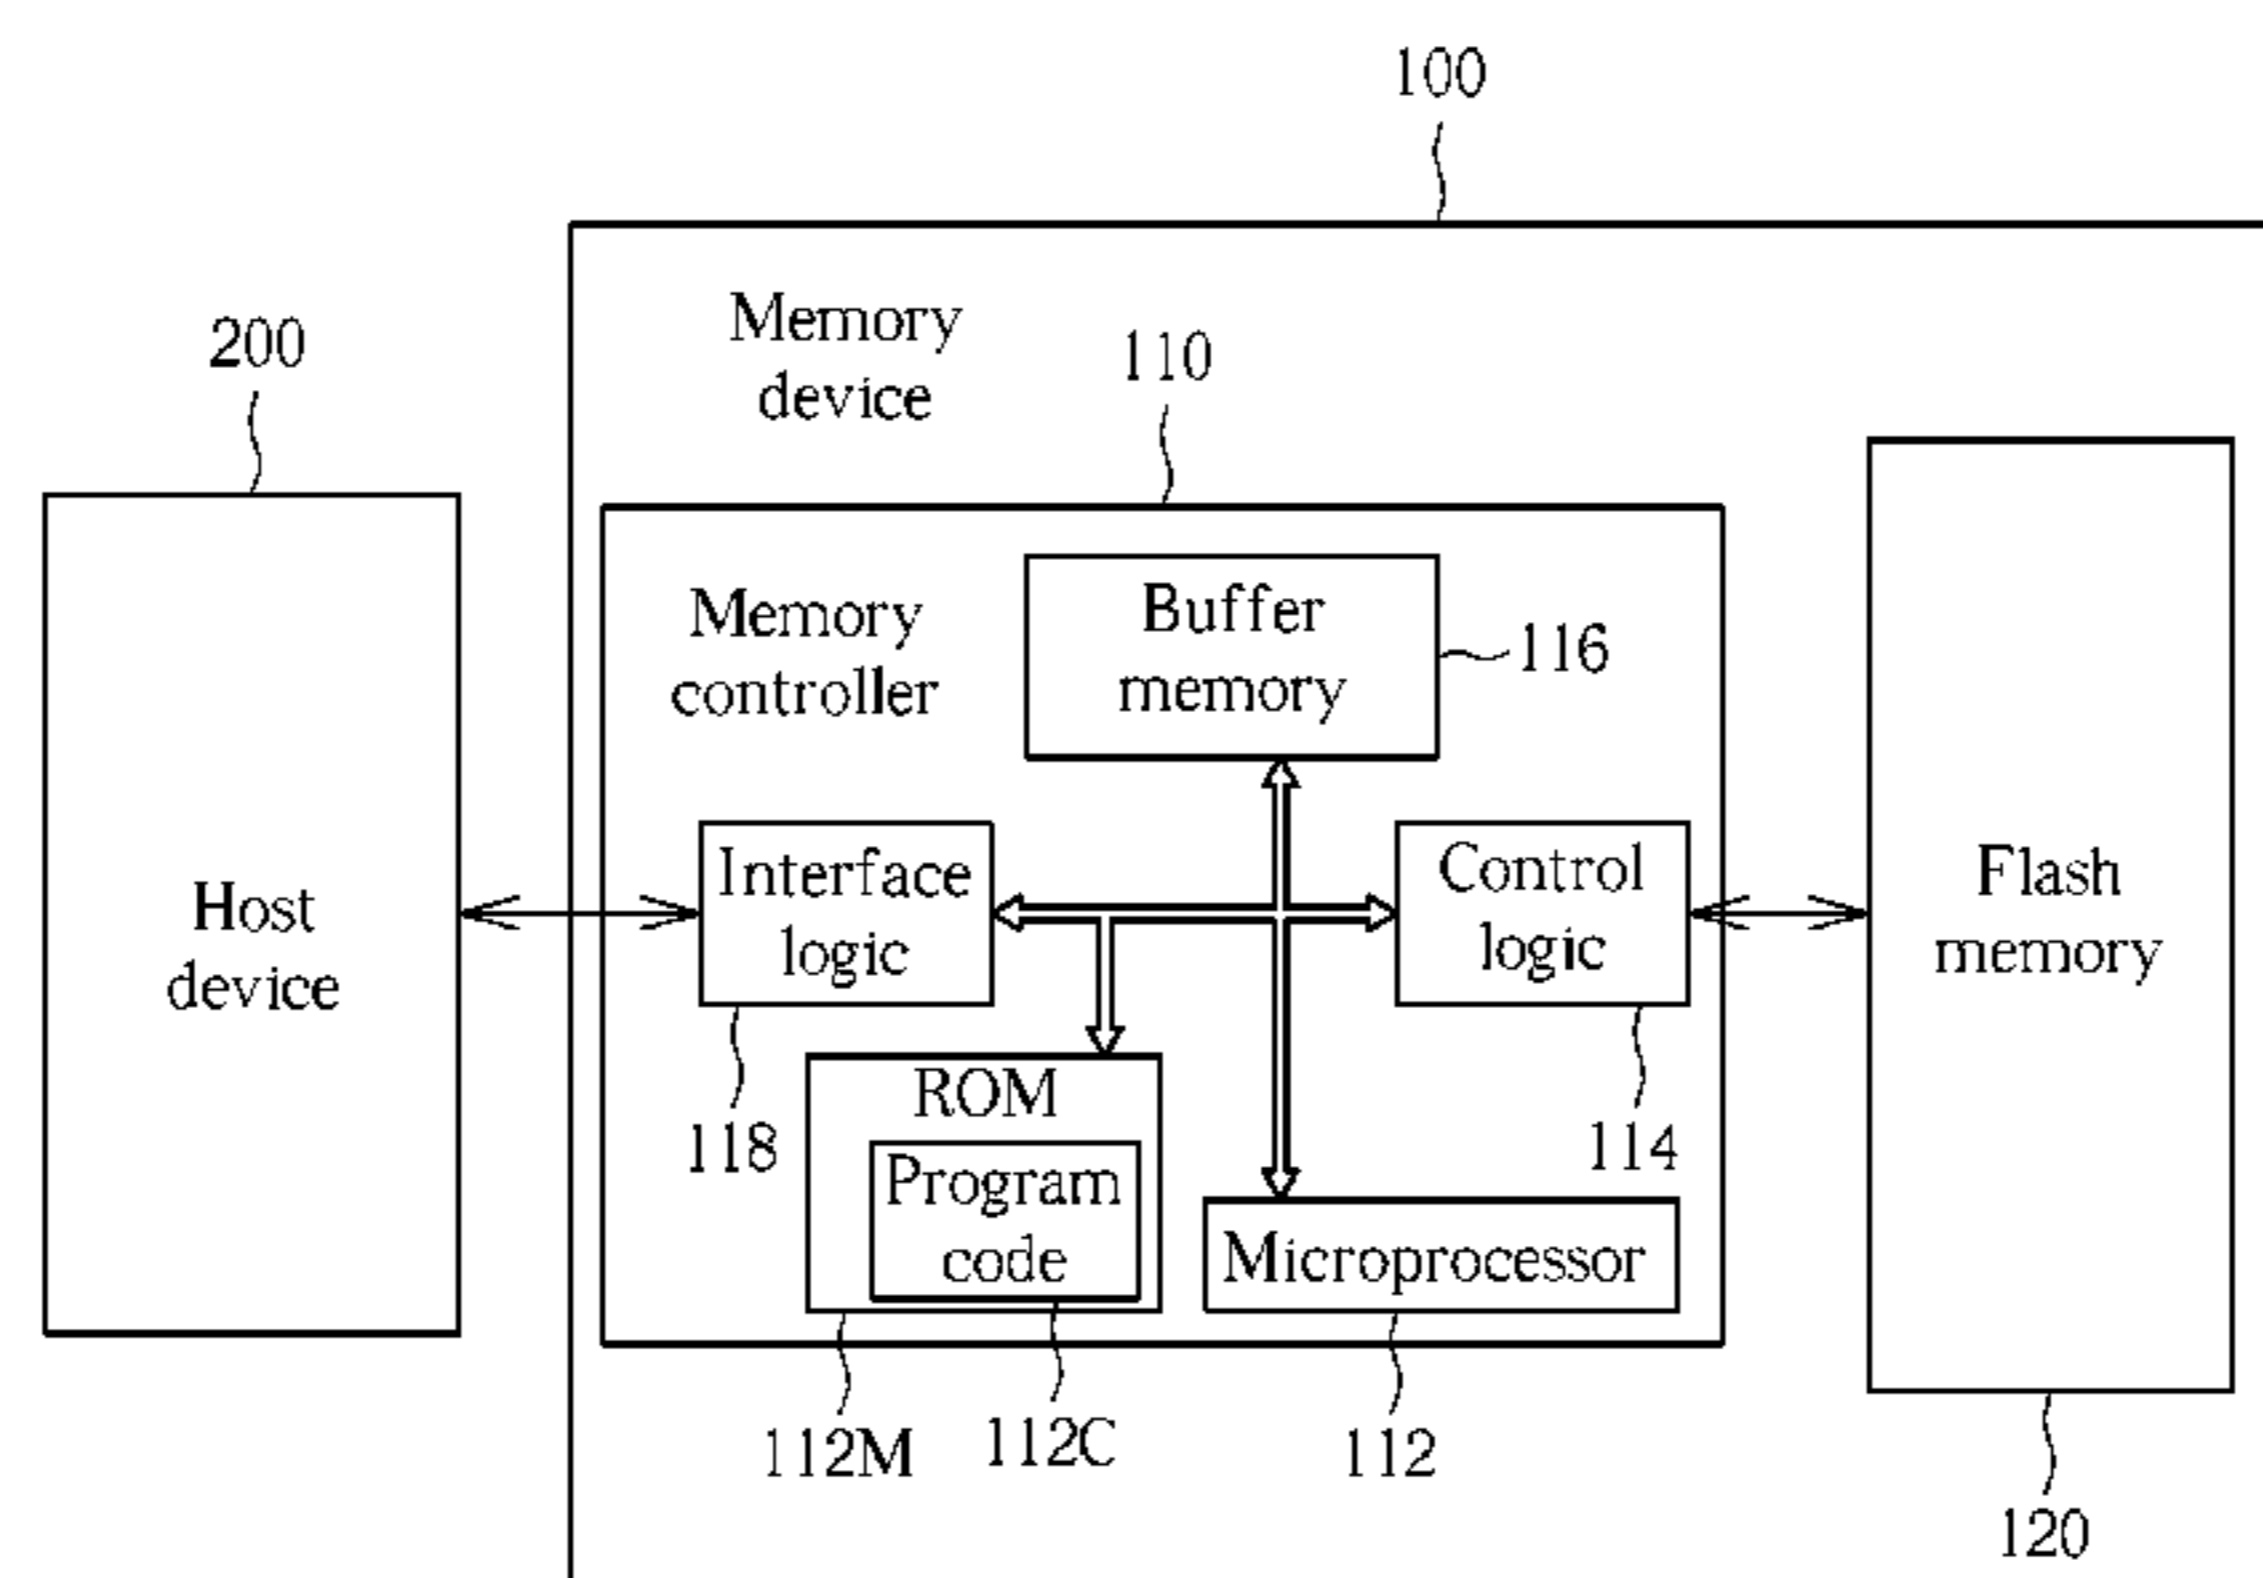 100
Memory
device
200
110
Memory
controller
Buffer
memory
116
Host
device
Interface
logic
Control
logic
Flash
memory
118
ROM
Program
code
114
Microprocessor
112M
112C
112
120